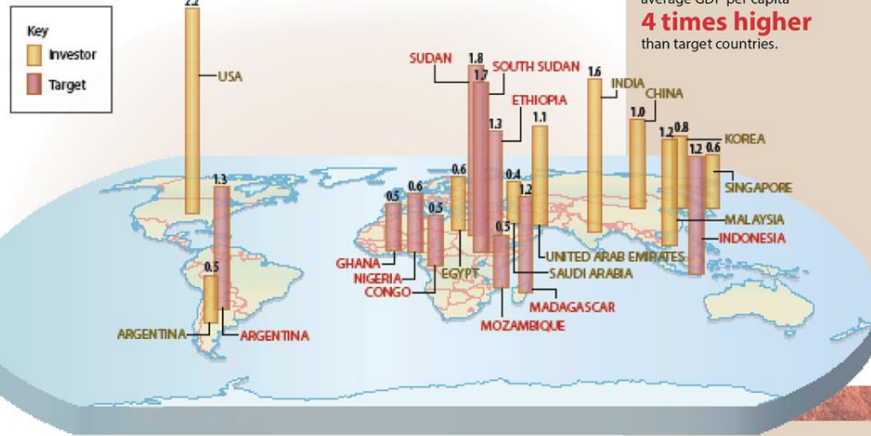 average GDP per capita
4 times higher
than target countries.
Key
Investor
Target
2.2
USA
1.3
0.5
ARGENTINA
ARGENTINA
SUDAN
1.8
1.7
SOUTH SUDAN
ETHIOPIA
1.3
1.1
1.6
INDIA
CHINA
1.0
1.2
0.8
KOREA
1.2
0.6
SINGAPORE
MALAYSIA
INDONESIA
0.5
0.6
0.5
0.6
0.4
1.2
0.5
GHANA
NIGERIA
CONGO
EGYPT
UNITED ARAB EMIRATES
SAUDI ARABIA
MADAGASCAR
MOZAMBIQUE